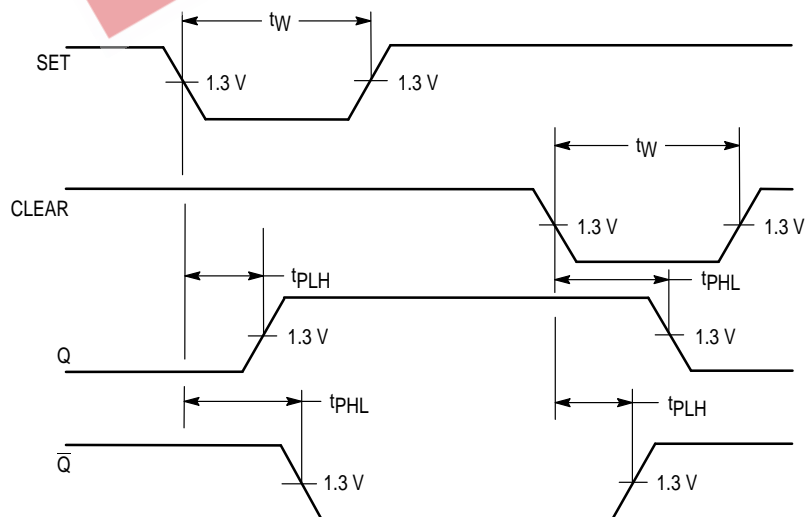 tW
SET
1.3 V
1.3 V
tW
CLEAR
1.3 V
1.3 V
tPLH
tPHL
Q
1.3 V
1.3 V
tPHL
tPLH
Q̅
1.3 V
1.3 V